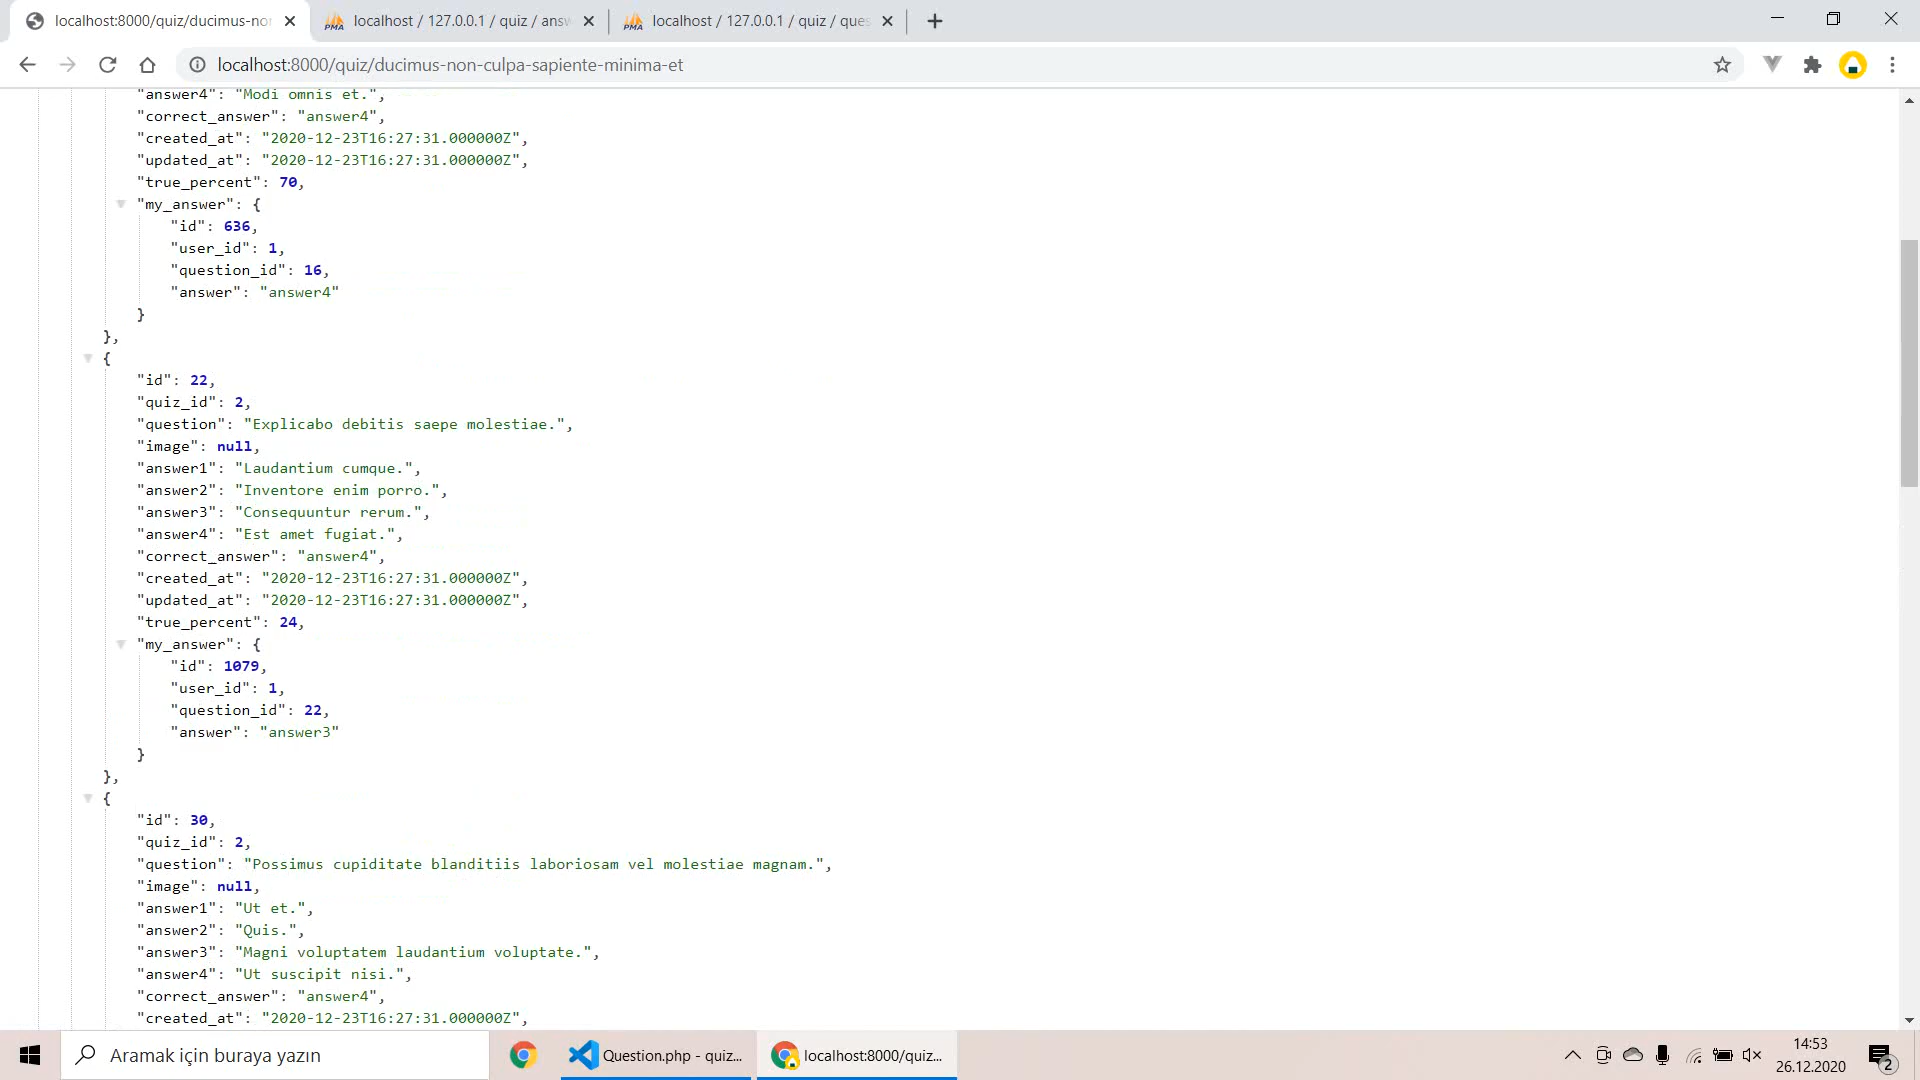 localhost:8000/quiz/ducimus-non
localhost / 127.0.0.1 / quiz / answ
localhost / 127.0.0.1 / quiz / ques
localhost:8000/quiz/ducimus-non-culpa-sapiente-minima-et
"answer4": "Modi omnis et.",
"correct_answer": "answer4",
"created_at": "2020-12-23T16:27:31.000000Z",
"updated_at": "2020-12-23T16:27:31.000000Z",
"true_percent": 70,
"my_answer": {
"id": 636,
"user_id": 1,
"question_id": 16,
"answer": "answer4"
}
},
{
"id": 22,
"quiz_id": 2,
"question": "Explicabo debitis saepe molestiae.",
"image": null,
"answer1": "Laudantium cumque.",
"answer2": "Inventore enim porro.",
"answer3": "Consequuntur rerum.",
"answer4": "Est amet fugiat.",
"correct_answer": "answer4",
"created_at": "2020-12-23T16:27:31.000000Z",
"updated_at": "2020-12-23T16:27:31.000000Z",
"true_percent": 24,
"my_answer": {
"id": 1079,
"user_id": 1,
"question_id": 22,
"answer": "answer3"
}
},
{
"id": 30,
"quiz_id": 2,
"question": "Possimus cupiditate blanditiis laboriosam vel molestiae magnam.",
"image": null,
"answer1": "Ut et.",
"answer2": "Quis.",
"answer3": "Magni voluptatem laudantium voluptate.",
"answer4": "Ut suscipit nisi.",
"correct_answer": "answer4",
"created_at": "2020-12-23T16:27:31.000000Z",
Aramak için buraya yazın
Question.php - quiz...
localhost:8000/quiz...
14:53
26.12.2020
2